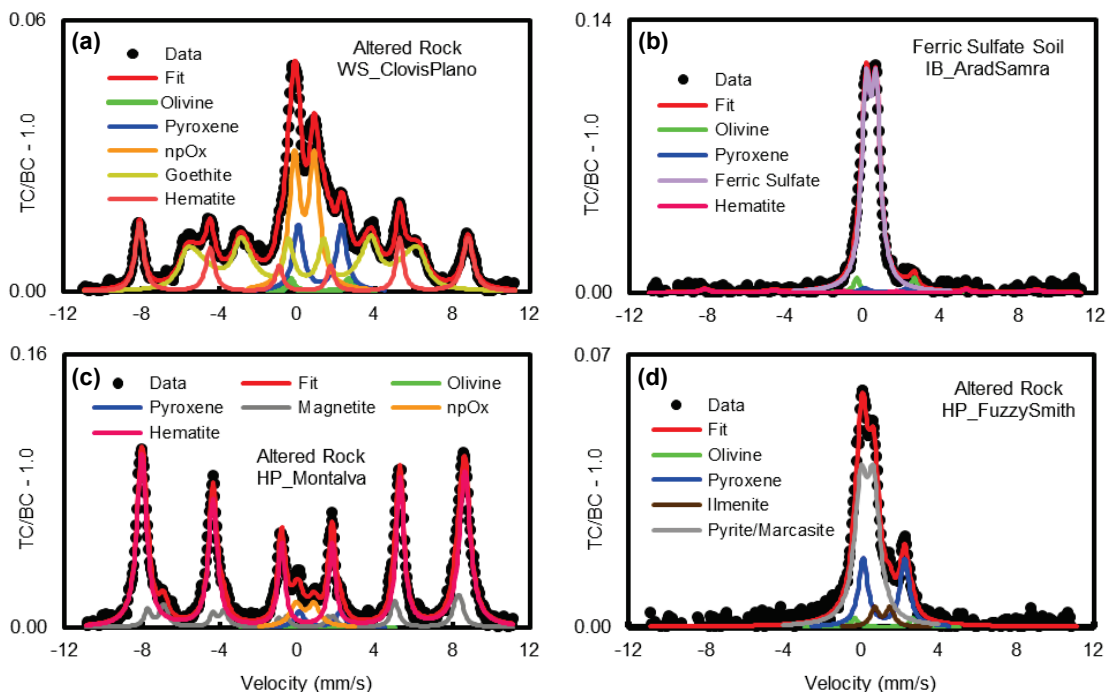 0.06
(a)
Altered Rock
WS_ClovisPlano
Data
Fit
Olivine
Pyroxene
npOx
Goethite
Hematite
TC/BC - 1.0
0.00
-12 -8 -4 0 4 8 12
0.14
(b)
Ferric Sulfate Soil
IB_AradSamra
Data
Fit
Olivine
Pyroxene
Ferric Sulfate
Hematite
TC/BC - 1.0
0.00
-12 -8 -4 0 4 8 12
0.16
(c)
Data Fit Olivine
Pyroxene Magnetite npOx
Hematite
Altered Rock
HP_Montalva
TC/BC - 1.0
0.00
-12 -8 -4 0 4 8 12
Velocity (mm/s)
0.07
(d)
Altered Rock
HP_FuzzySmith
Data
Fit
Olivine
Pyroxene
Ilmenite
Pyrite/Marcasite
TC/BC - 1.0
0.00
-12 -8 -4 0 4 8 12
Velocity (mm/s)